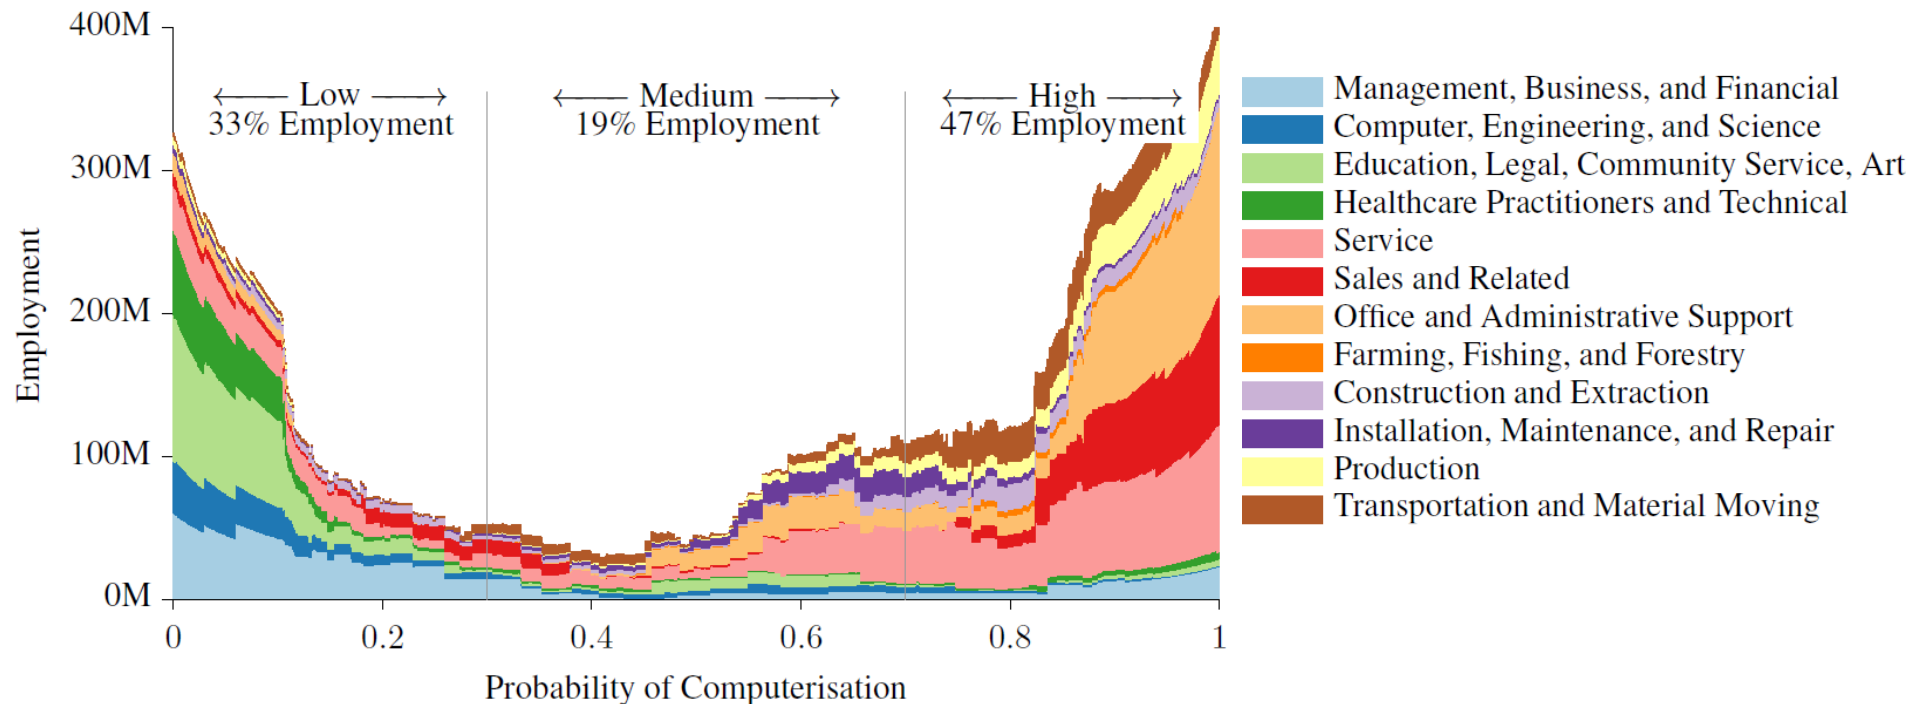 400M
300M
200M
100M
0M
Employment
Low
33% Employment
Medium
19% Employment
High
47% Employment
0
0.2
0.4
0.6
0.8
1
Probability of Computerisation
Management, Business, and Financial
Computer, Engineering, and Science
Education, Legal, Community Service, Art
Healthcare Practitioners and Technical
Service
Sales and Related
Office and Administrative Support
Farming, Fishing, and Forestry
Construction and Extraction
Installation, Maintenance, and Repair
Production
Transportation and Material Moving